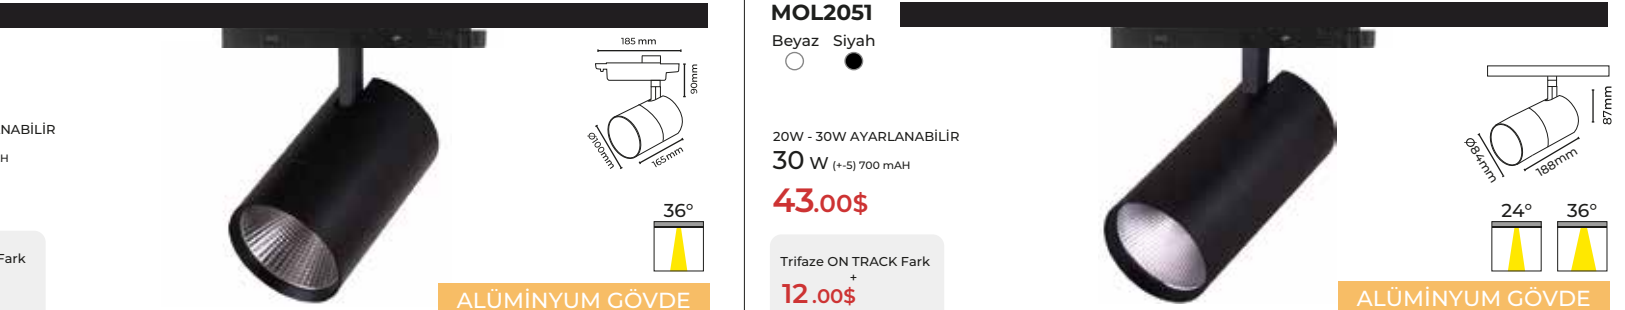 NABİLİR
H
Fark
185 mm
90mm
Ø100mm
165mm
36°
ALÜMİNYUM GÖVDE
MOL2051
Beyaz Siyah
20W - 30W AYARLANABİLİR
30 W (+-5) 700 mAH
43.00$
Trifaze ON TRACK Fark
+
12.00$
87mm
Ø84mm
188mm
24° 36°
ALÜMİNYUM GÖVDE